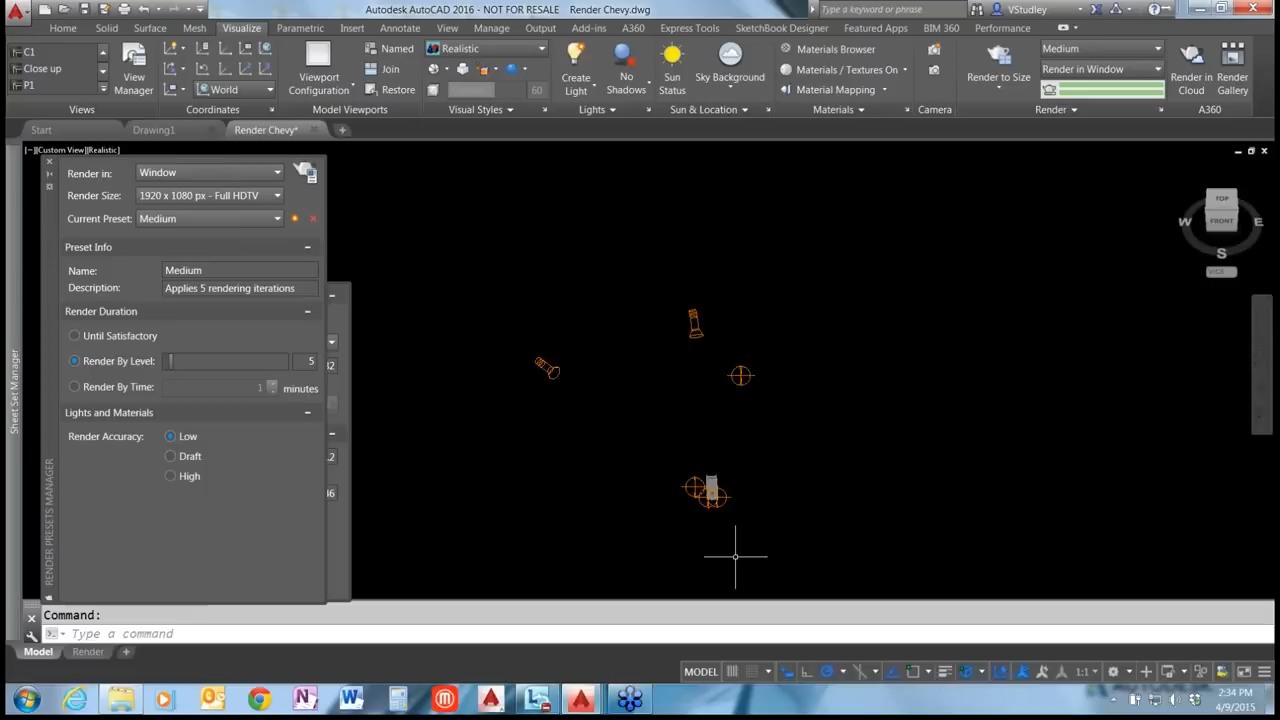 Autodesk AutoCAD 2016 - NOT FOR RESALE Render Chevy.dwg
Type a keyword or phrase
VStudley
Home Solid Surface Mesh Visualize Parametric Insert Annotate View Manage Output Add-ins A360 Express Tools SketchBook Designer Featured Apps BIM 360 Performance
C1
Close up
P1
View Manager
Views
World
Coordinates
Viewport Configuration
Named
Join
Restore
Model Viewports
Realistic
60
Visual Styles
Create Light
No Shadows
Lights
Sun Status
Sky Background
Sun & Location
Materials Browser
Materials / Textures On
Material Mapping
Materials
Camera
Render to Size
Medium
Render in Window
Render
Render in Cloud
Render Gallery
A360
Start Drawing1 Render Chevy*
[−][Custom View][Realistic]
Render in: Window
Render Size: 1920 x 1080 px - Full HDTV
Current Preset: Medium
Preset Info
Name: Medium
Description: Applies 5 rendering iterations
Render Duration
Until Satisfactory
Render By Level: 5
Render By Time: 1 minutes
Lights and Materials
Render Accuracy: Low
Draft
High
RENDER PRESETS MANAGER
Sheet Set Manager
TOP
FRONT
W E
S
Command:
Type a command
Model Render
MODEL
1:1
2:34 PM
4/9/2015